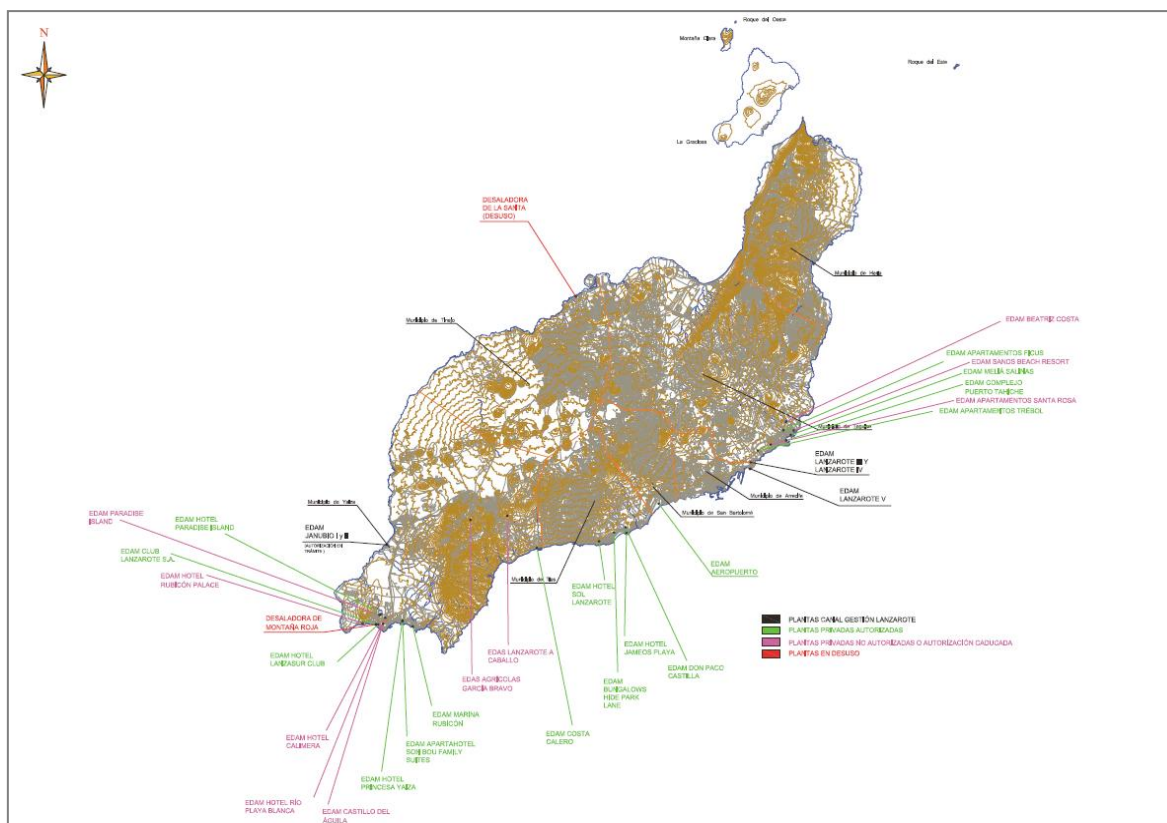 N
Roque del Oeste
Montaña Clara
Roque del Este
La Graciosa
DESALADORA
DE LA SANTA
(DESUSO)
Municipio de Haría
Municipio de Tinajo
EDAM BEATRIZ COSTA
EDAM APARTAMENTOS FICUS
EDAM SANDS BEACH RESORT
EDAM MELIÁ SALINAS
EDAM COMPLEJO
PUERTO TAHICHE
EDAM APARTAMENTOS SANTA ROSA
EDAM APARTAMENTOS TRÉBOL
Municipio de
EDAM
LANZAROTE III Y
LANZAROTE IV
EDAM
LANZAROTE V
Municipio de Arrecife
Municipio de San Bartolomé
Municipio de Yaiza
EDAM PARADISE
ISLAND
EDAM HOTEL
PARADISE ISLAND
EDAM
JANUBIO I y II
EDAM CLUB
LANZAROTE S.A.
EDAM HOTEL
RUBICÓN PALACE
DESALADORA DE
MONTAÑA ROJA
EDAM HOTEL
LANZASUR CLUB
Municipio de Tías
EDAM
AEROPUERTO
EDAM HOTEL
SOL
LANZAROTE
PLANTAS CANAL GESTIÓN LANZAROTE
PLANTAS PRIVADAS AUTORIZADAS
PLANTAS PRIVADAS NO AUTORIZADAS O AUTORIZACIÓN CADUCADA
PLANTAS EN DESUSO
EDAS LANZAROTE A
CABALLO
EDAM HOTEL
JAMEOS PLAYA
EDAS AGRÍCOLAS
GARCÍA BRAVO
EDAM DON PACO
CASTILLA
EDAM
BUNGALOWS
HIDE PARK
LANE
EDAM MARINA
RUBICÓN
EDAM COSTA
CALERO
EDAM HOTEL
CALIMERA
EDAM APARTAHOTEL
SORIBOU FAMILY
SUITES
EDAM HOTEL
PRINCESA YAIZA
EDAM HOTEL RÍO
PLAYA BLANCA
EDAM CASTILLO DEL
ÁGUILA